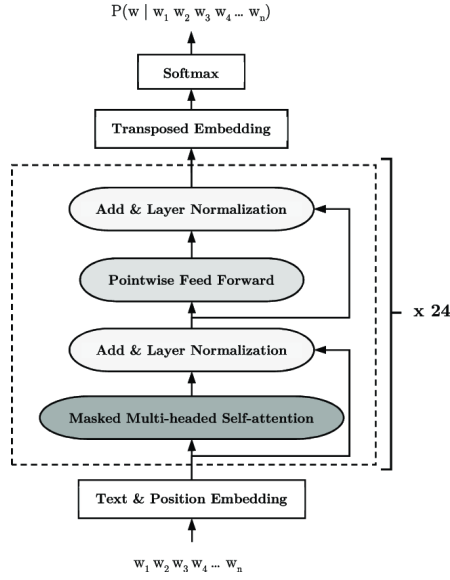 P(w | w₁ w₂ w₃ w₄ ... wₙ)
Softmax
Transposed Embedding
Add & Layer Normalization
Pointwise Feed Forward
x 24
Add & Layer Normalization
Masked Multi-headed Self-attention
Text & Position Embedding
w₁ w₂ w₃ w₄ ... wₙ